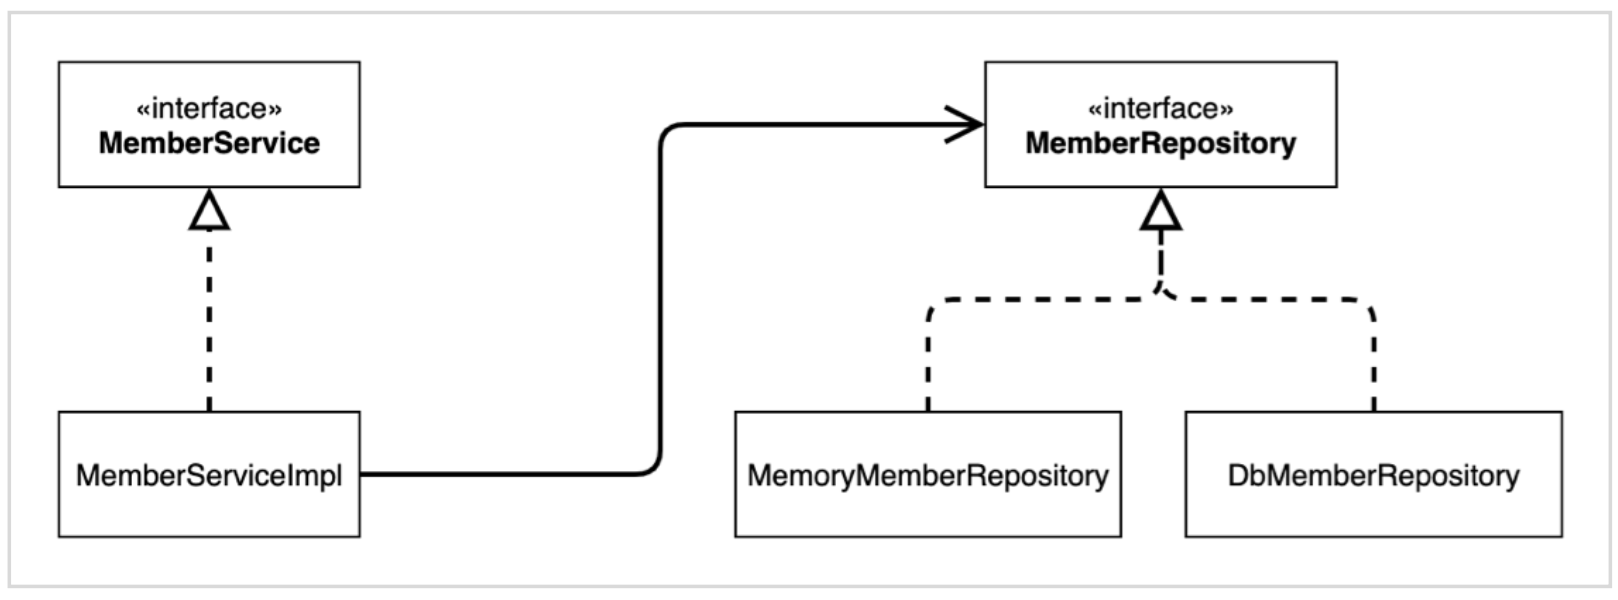 «interface»
MemberService
«interface»
MemberRepository
MemberServiceImpl
MemoryMemberRepository
DbMemberRepository